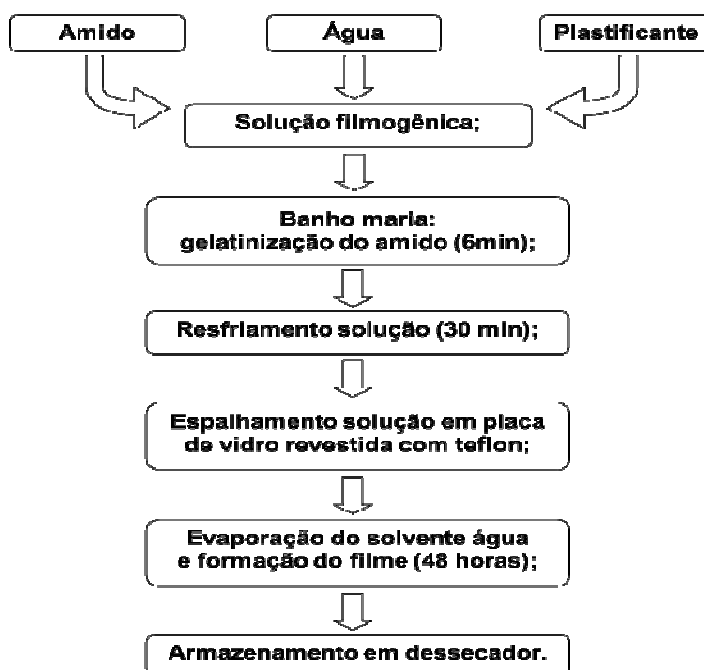 Amido
Água
Plastificante
Solução filmogênica;
Banho maria:
gelatinização do amido (6min);
Resfriamento solução (30 min);
Espalhamento solução em placa
de vidro revestida com teflon;
Evaporação do solvente água
e formação do filme (48 horas);
Armazenamento em dessecador.